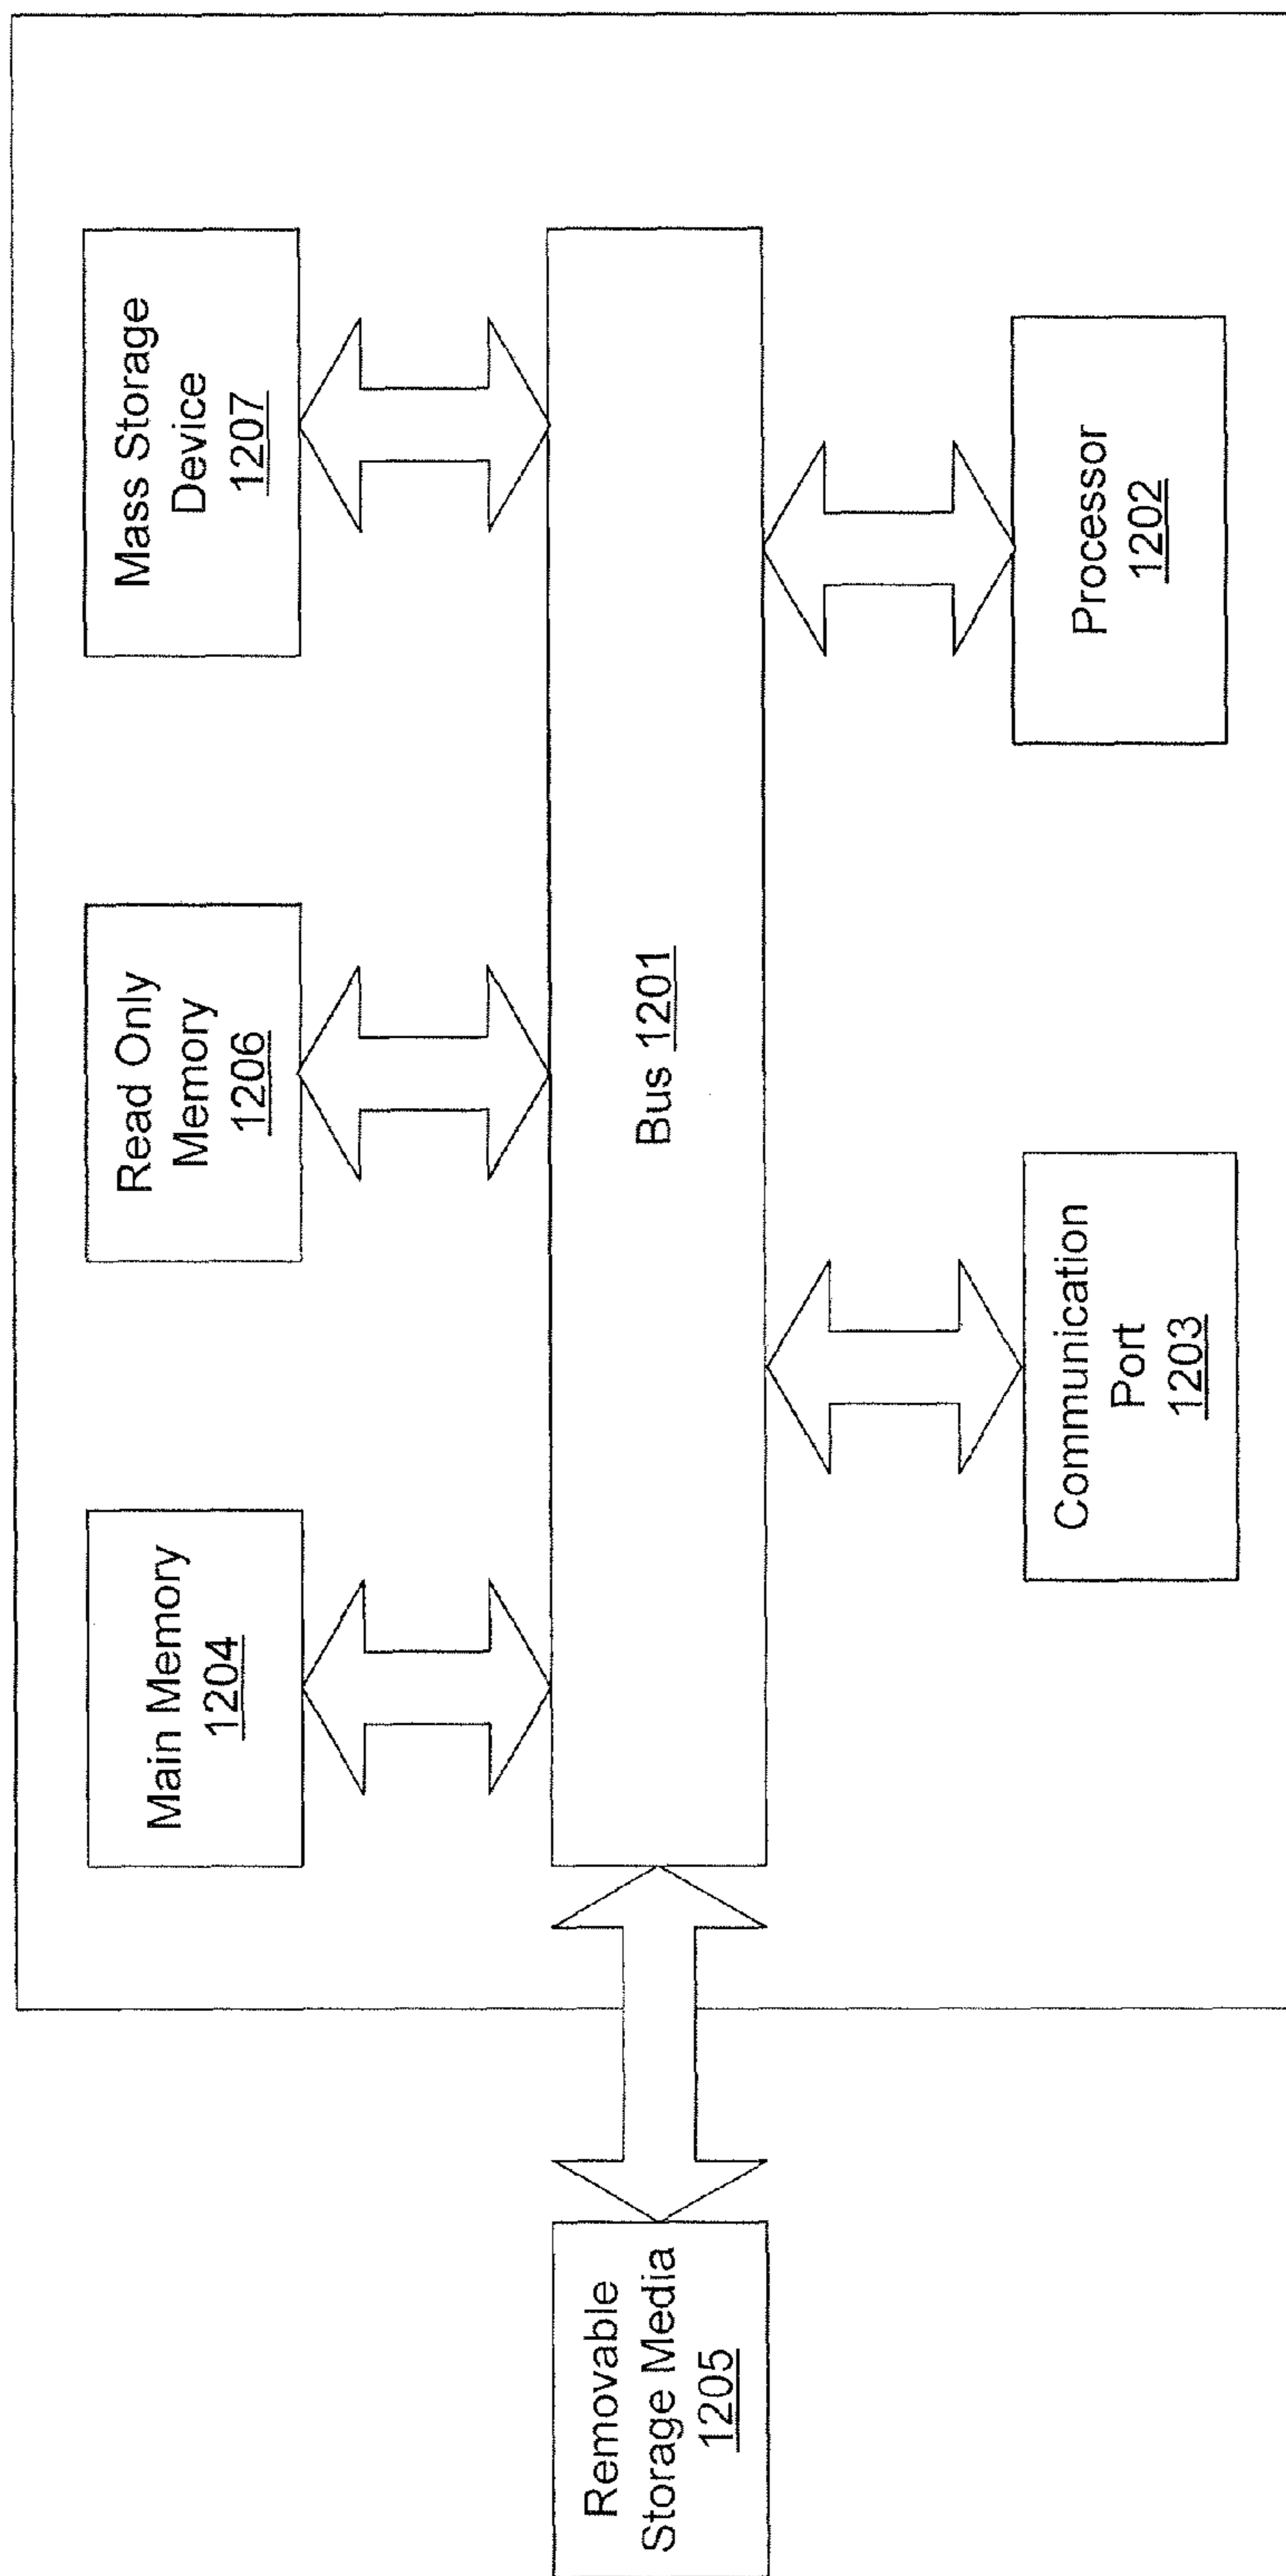 Main Memory
1204
Read Only
Memory
1206
Mass Storage
Device
1207
Removable
Storage Media
1205
Bus 1201
Communication
Port
1203
Processor
1202